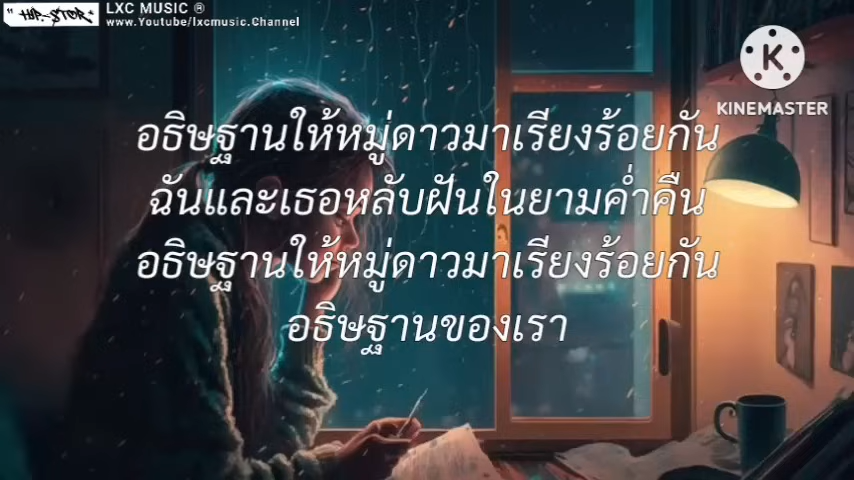 "HIP-STER"
LXC MUSIC ®
www.Youtube/lxcmusic.Channel
KINEMASTER
อธิษฐานให้หมู่ดาวมาเรียงร้อยกัน
ฉันและเธอหลับฝันในยามค่ำคืน
อธิษฐานให้หมู่ดาวมาเรียงร้อยกัน
อธิษฐานของเรา